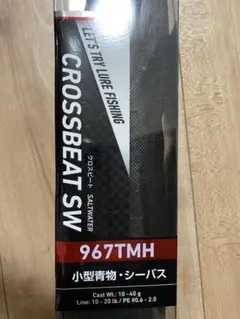 LET'S TRY LURE FISHING
CROSSBEAT SW
クロスビート SALTWATER
967TMH
小型青物・シーバス
Cast Wt.: 10 - 40 g
Line: 10 - 20 lb. / PE #0.6 - 2.0